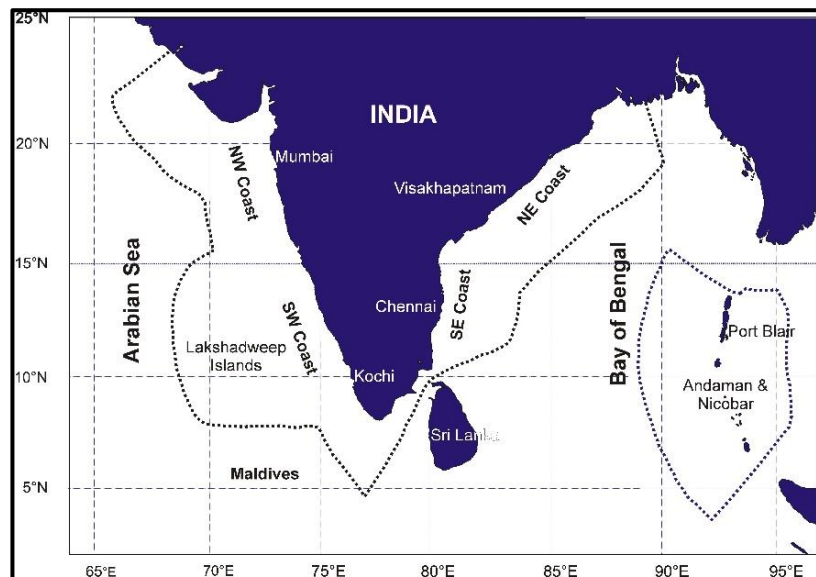 25°N
INDIA
20°N
Mumbai
NW Coast
Visakhapatnam
NE Coast
15°N
Arabian Sea
Bay of Bengal
SW Coast
Chennai
SE Coast
Port Blair
Lakshadweep
Islands
10°N
Kochi
Andaman &
Nicobar
Sri Lanka
Maldives
5°N
65°E
70°E
75°E
80°E
85°E
90°E
95°E